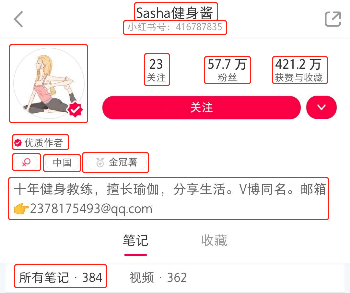 Sasha健身酱
小红书号：416787835
23
关注
57.7 万
粉丝
421.2 万
获赞与收藏
关注
优质作者
中国
金冠薯
十年健身教练，擅长瑜伽，分享生活。V博同名。邮箱
👉2378175493@qq.com
笔记
收藏
所有笔记 · 384
视频 · 362